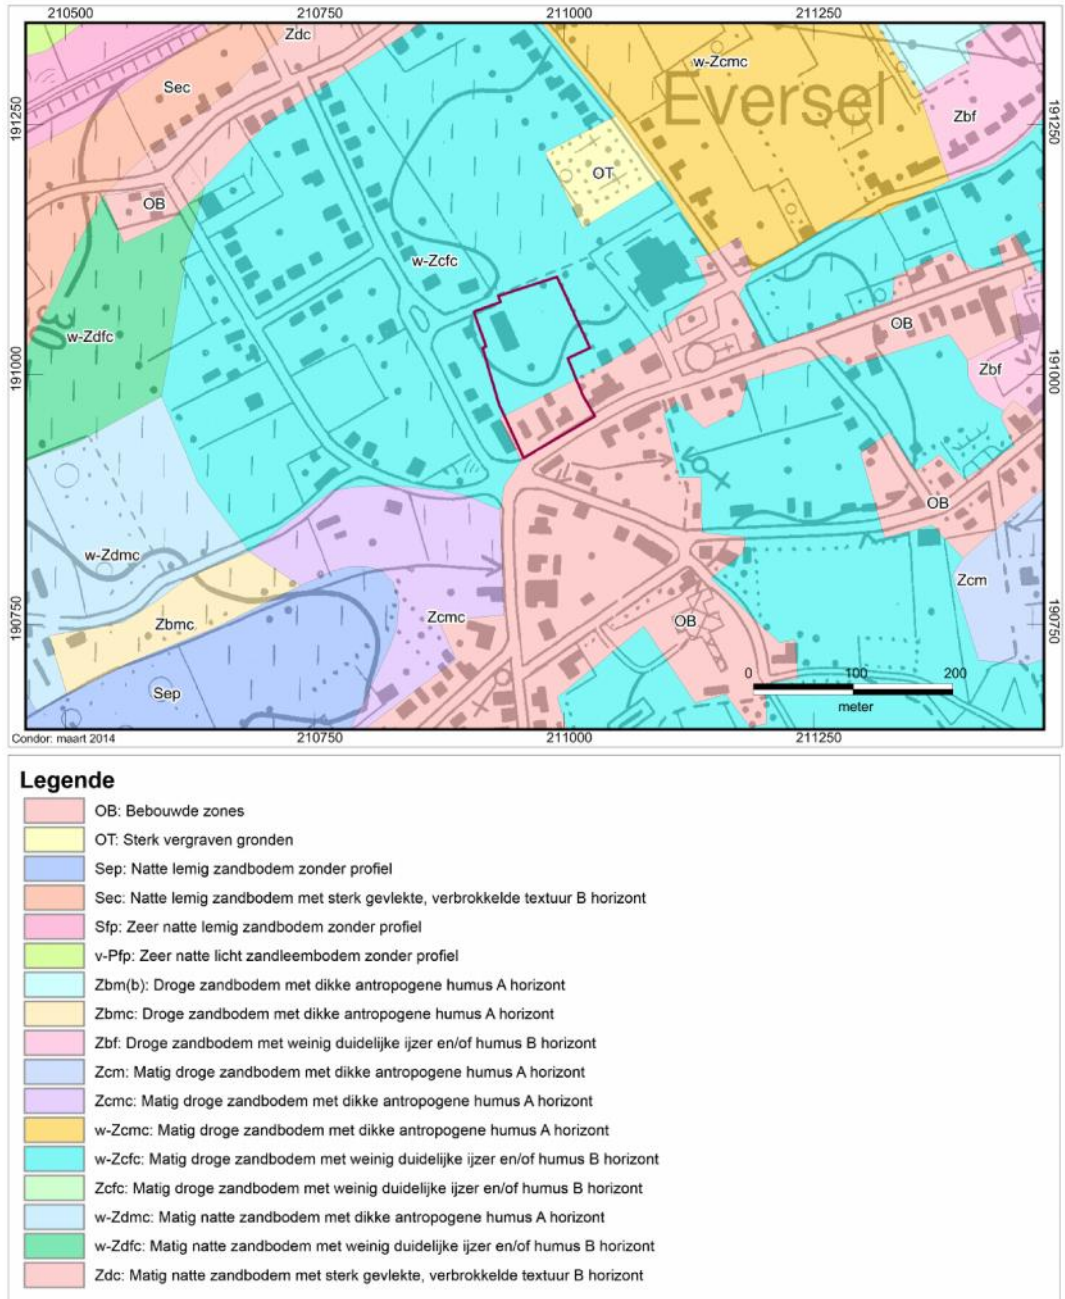 210500 210750 211000 211250
Zdc
w-Zcmc
Sec
Eversel
Zbf
191250 191250
OT
OB
w-Zcfc
30
w-Zdfc
OB
Zbf
191000 191000
OB
w-Zdmc
Zcm
Zbmc
Zcmc
OB
190750 190750
Sep
0 100 200
meter
Condor: maart 2014
210750 211000 211250
Legende
OB: Bebouwde zones
OT: Sterk vergraven gronden
Sep: Natte lemig zandbodem zonder profiel
Sec: Natte lemig zandbodem met sterk gevlekte, verbrokkelde textuur B horizont
Sfp: Zeer natte lemig zandbodem zonder profiel
v-Pfp: Zeer natte licht zandleembodem zonder profiel
Zbm(b): Droge zandbodem met dikke antropogene humus A horizont
Zbmc: Droge zandbodem met dikke antropogene humus A horizont
Zbf: Droge zandbodem met weinig duidelijke ijzer en/of humus B horizont
Zcm: Matig droge zandbodem met dikke antropogene humus A horizont
Zcmc: Matig droge zandbodem met dikke antropogene humus A horizont
w-Zcmc: Matig droge zandbodem met dikke antropogene humus A horizont
w-Zcfc: Matig droge zandbodem met weinig duidelijke ijzer en/of humus B horizont
Zcfc: Matig droge zandbodem met weinig duidelijke ijzer en/of humus B horizont
w-Zdmc: Matig natte zandbodem met dikke antropogene humus A horizont
w-Zdfc: Matig natte zandbodem met weinig duidelijke ijzer en/of humus B horizont
Zdc: Matig natte zandbodem met sterk gevlekte, verbrokkelde textuur B horizont